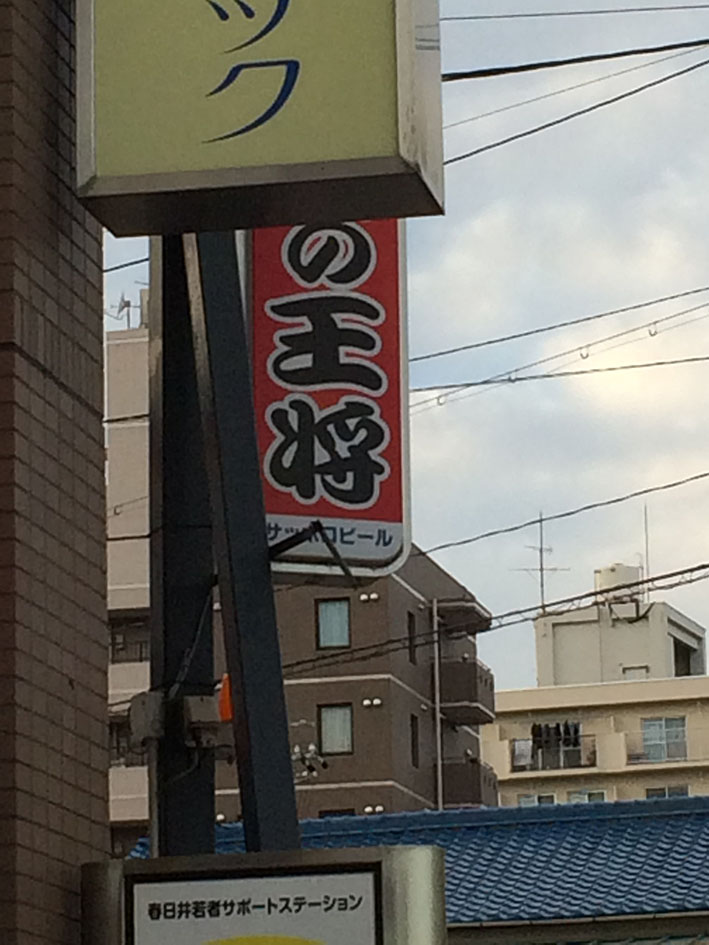 ック
の王将
サッポロビール
春日井若者サポートステーション